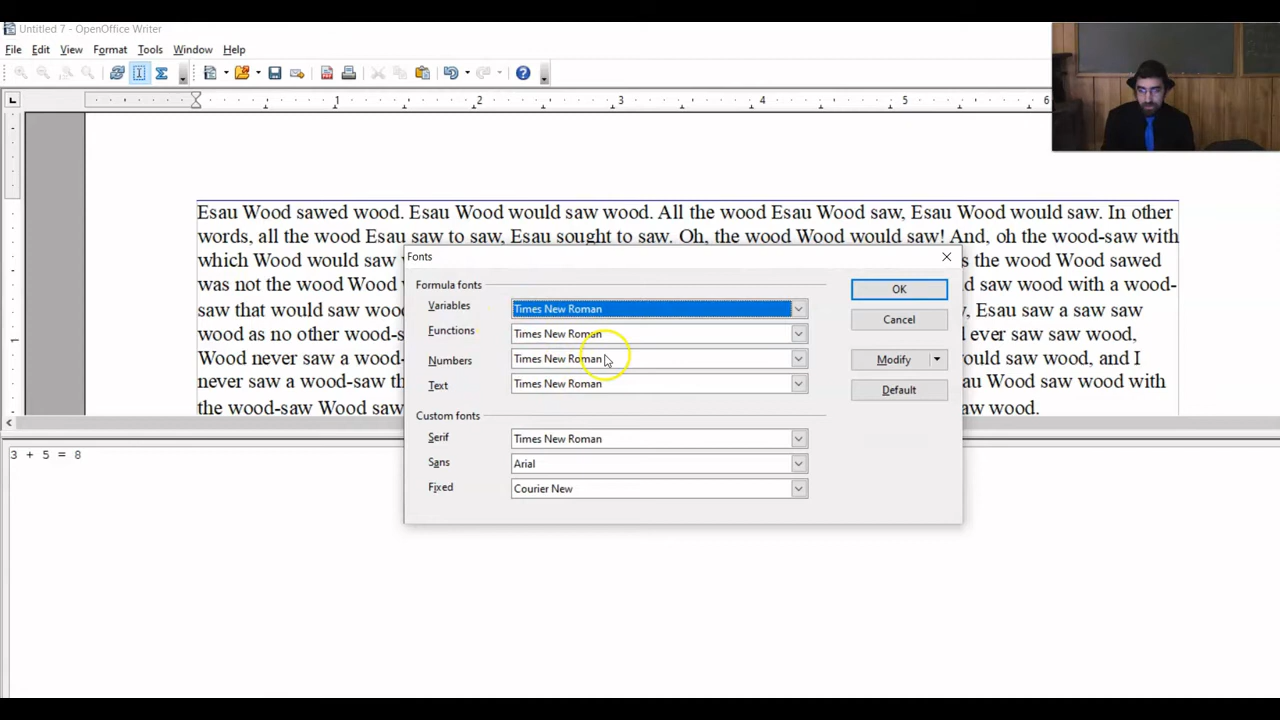 Untitled 7 - OpenOffice Writer
File Edit View Format Tools Window Help
1 2 3 4 5 6
Esau Wood sawed wood. Esau Wood would saw wood. All the wood Esau Wood saw, Esau Wood would saw. In other
words, all the wood Esau saw to saw, Esau sought to saw. Oh, the wood Wood would saw! And, oh the wood-saw with
which Wood would saw s the wood Wood sawed
was not the wood Wood d saw wood with a wood-
saw that would saw wood , Esau saw a saw saw
wood as no other wood-s d ever saw saw wood,
Wood never saw a wood- ould saw wood, and I
never saw a wood-saw th au Wood saw wood with
the wood-saw Wood saw aw wood.
Fonts
Formula fonts
Variables Times New Roman
Functions Times New Roman
Numbers Times New Roman
Text Times New Roman
Custom fonts
Serif Times New Roman
Sans Arial
Fixed Courier New
OK
Cancel
Modify
Default
3 + 5 = 8
1